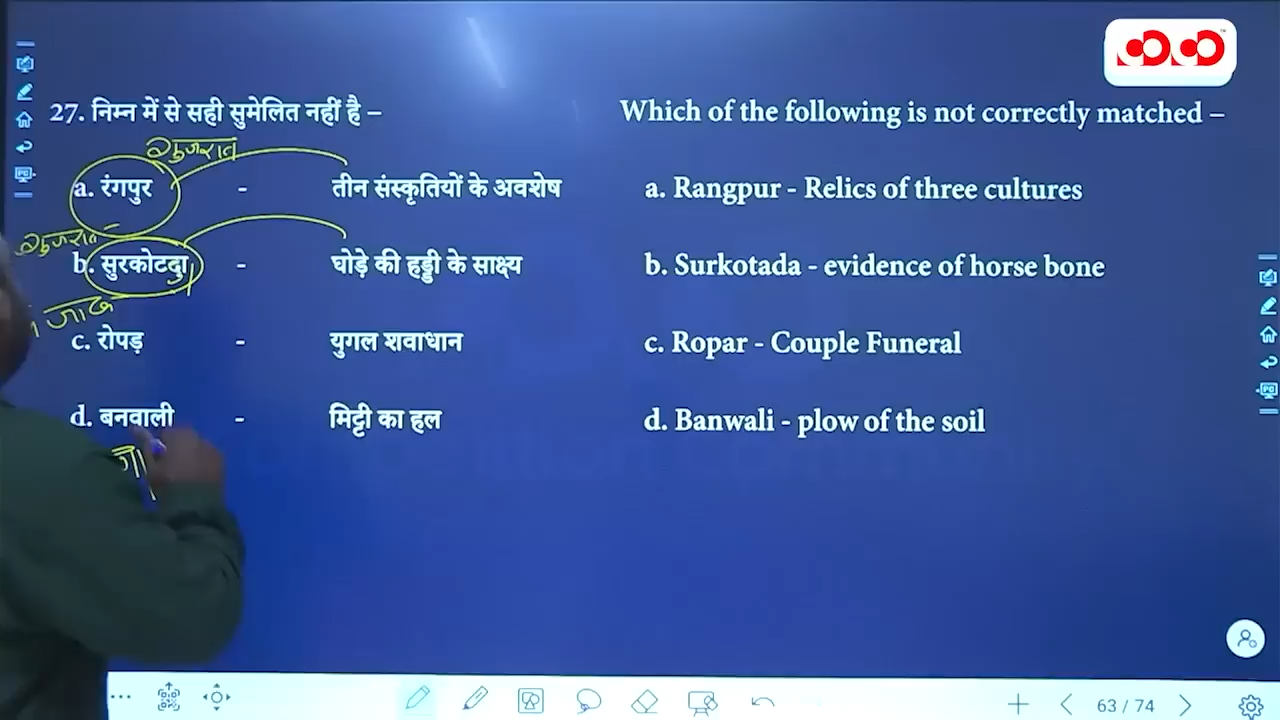 27. निम्न में से सही सुमेलित नहीं है –
Which of the following is not correctly matched –
गुजरात
a. रंगपुर - तीन संस्कृतियों के अवशेष
a. Rangpur - Relics of three cultures
गुजरात
b. सुरकोटदा - घोड़े की हड्डी के साक्ष्य
b. Surkotada - evidence of horse bone
c. रोपड़ - युगल शवाधान
c. Ropar - Couple Funeral
d. बनवाली - मिट्टी का हल
d. Banwali - plow of the soil
63 / 74